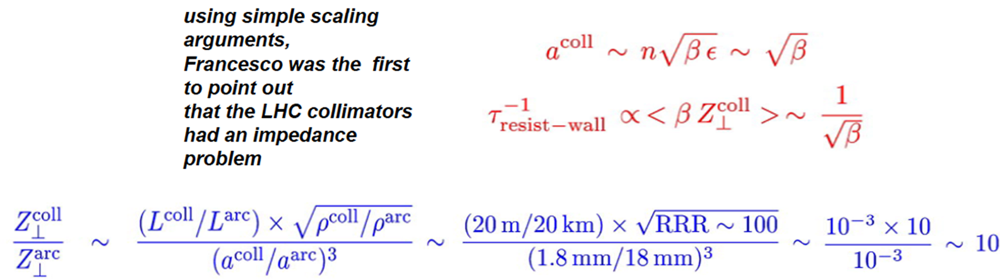 using simple scaling
arguments,
Francesco was the first
to point out
that the LHC collimators
had an impedance
problem
a^coll ∼ n√(β ϵ) ∼ √β
τ^−1_resist−wall ∝ < β Z^coll_⊥ > ∼ 1/√β
Z^coll_⊥/Z^arc_⊥ ∼ ((L^coll/L^arc) × √(ρ^coll/ρ^arc))/(a^coll/a^arc)^3 ∼ ((20 m/20 km) × √(RRR ∼ 100))/(1.8 mm/18 mm)^3 ∼ (10^−3 × 10)/10^−3 ∼ 10